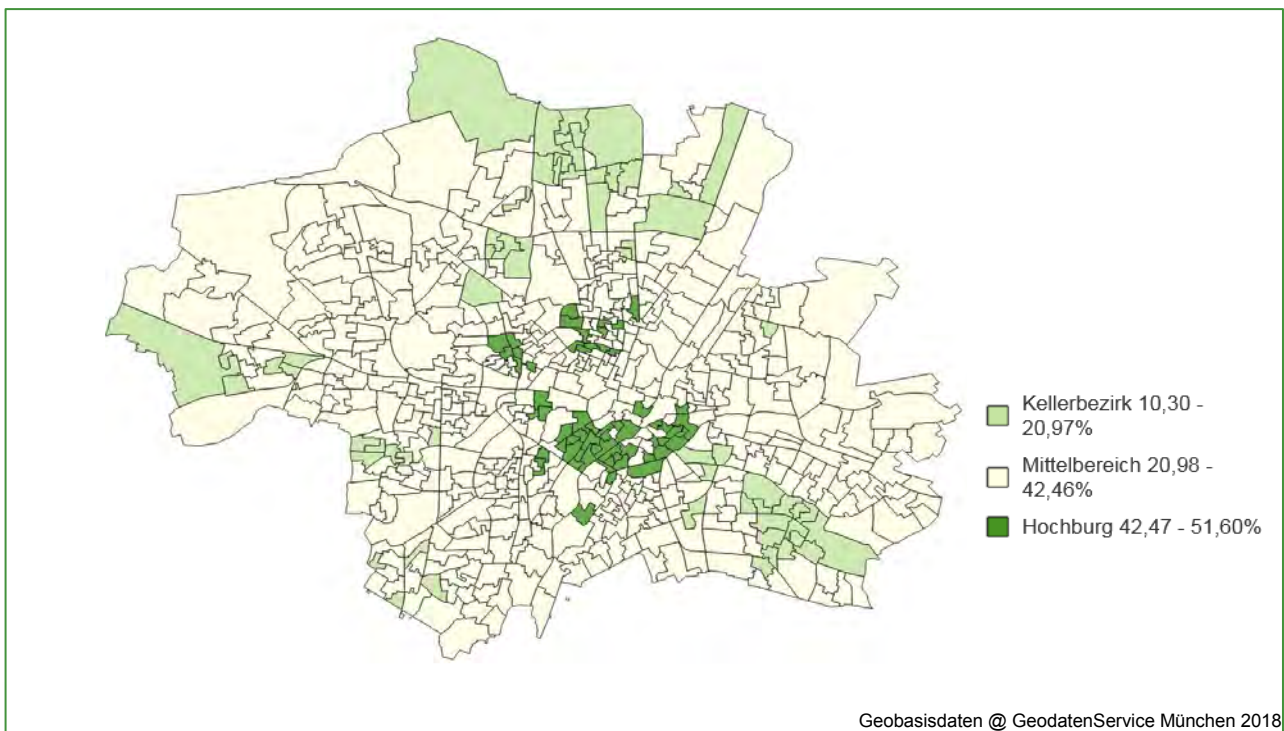 Kellerbezirk 10,30 -
20,97%
Mittelbereich 20,98 -
42,46%
Hochburg 42,47 - 51,60%
Geobasisdaten @ GeodatenService München 2018